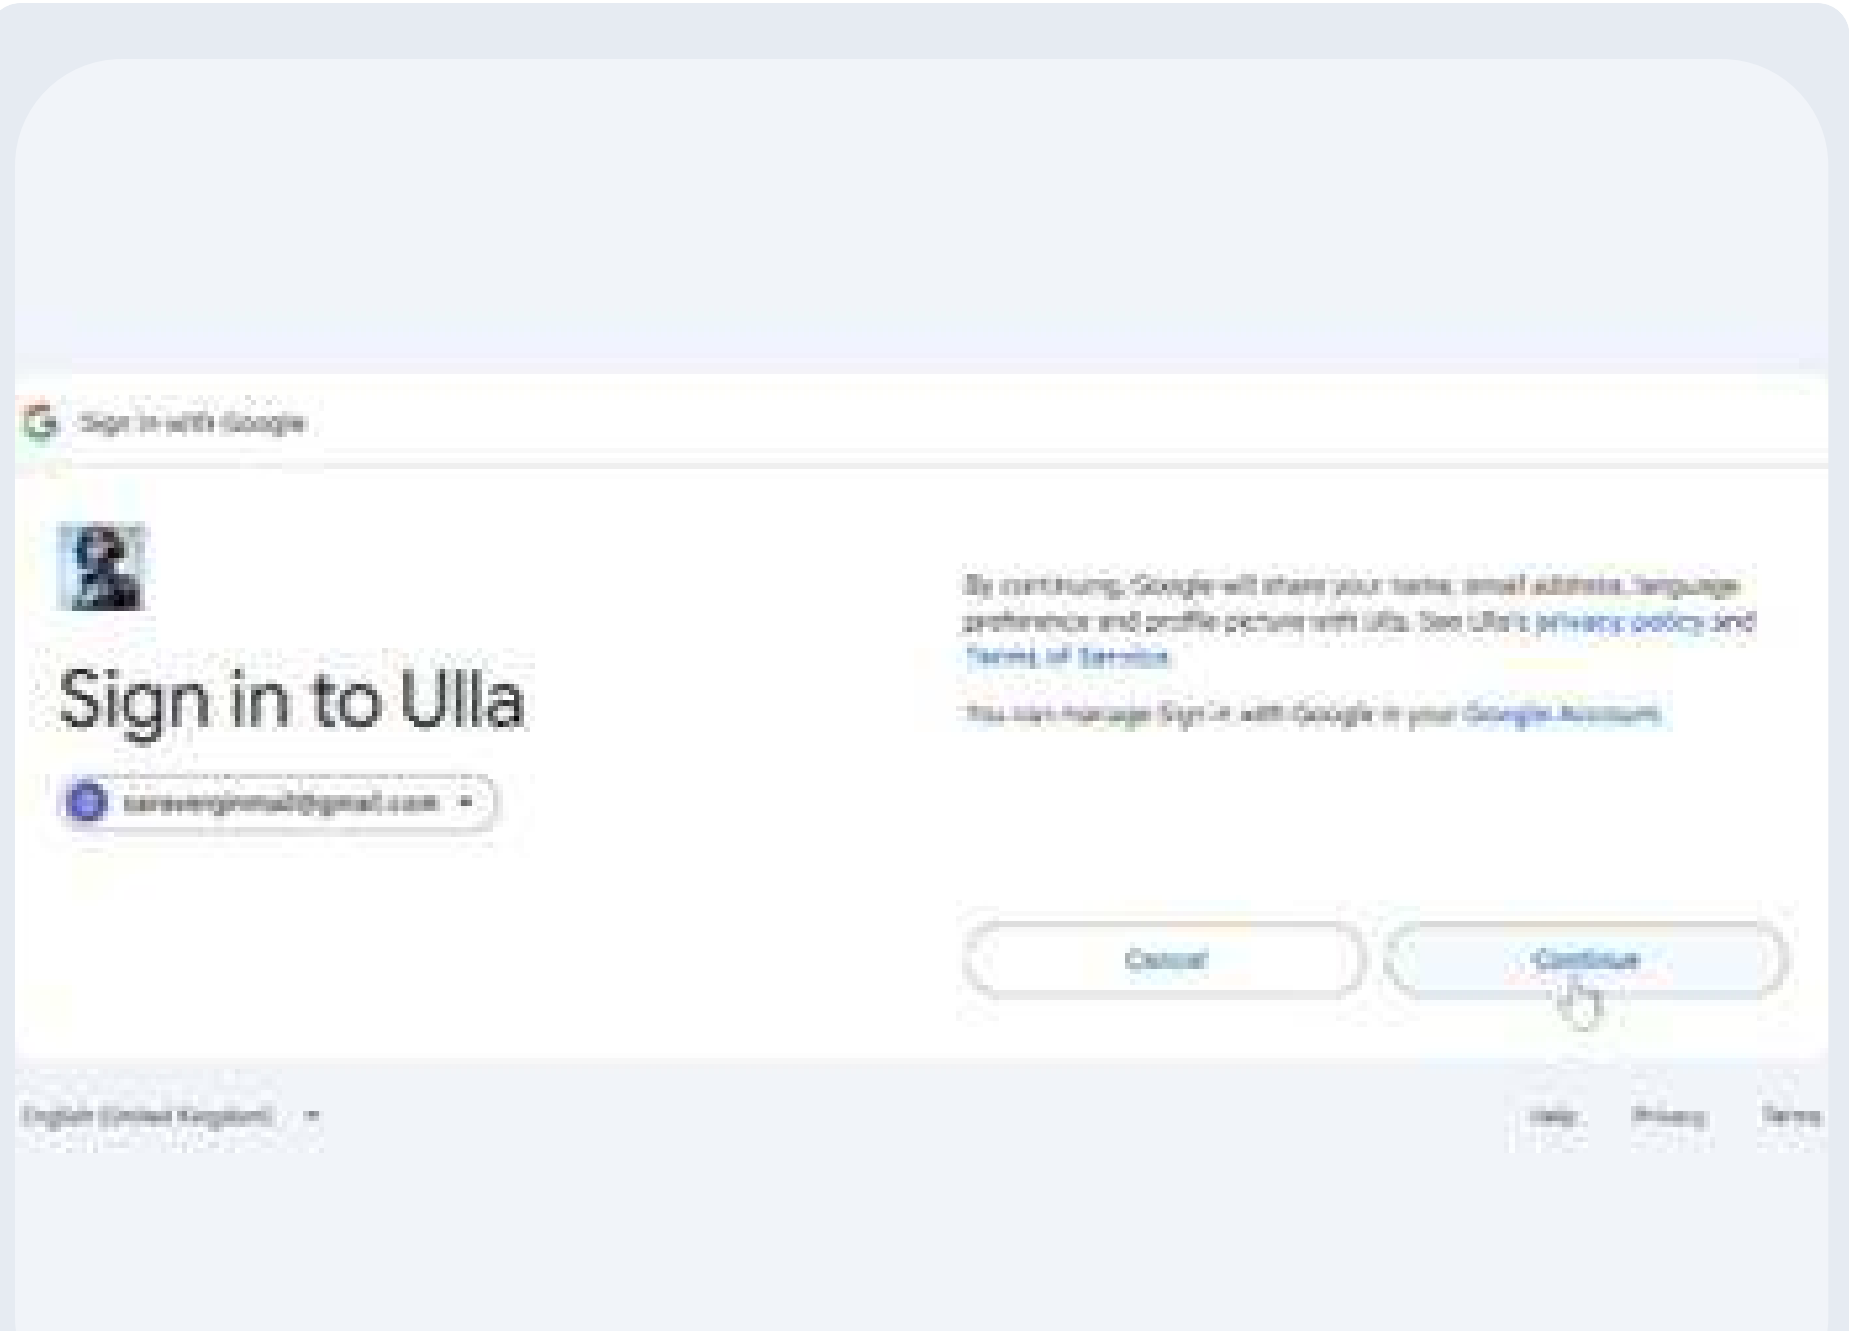 Sign in with Google
Sign in to Ulla
By continuing, Google will share your name, email address, language
preference and profile picture with Ulla. See Ulla's privacy policy and
Terms of Service.
You can manage Sign in with Google in your Google Account.
Cancel
Continue
English (United Kingdom)
Help
Privacy
Terms